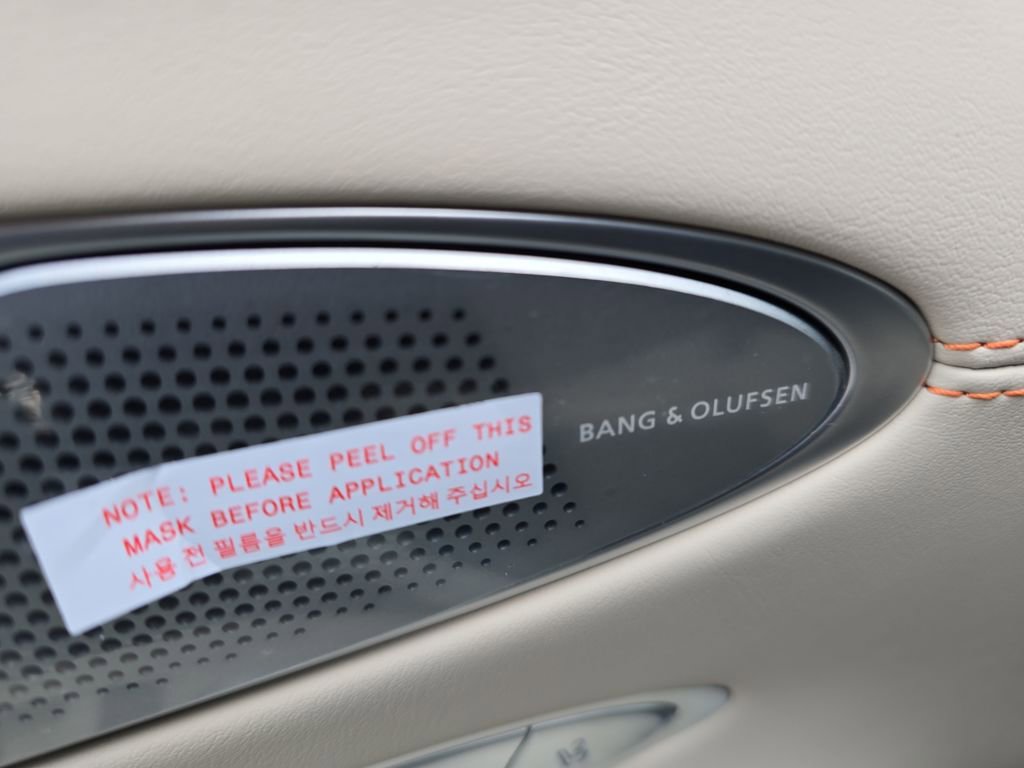 BANG & OLUFSEN
NOTE: PLEASE PEEL OFF THIS
MASK BEFORE APPLICATION
사용 전 필름을 반드시 제거해 주십시오